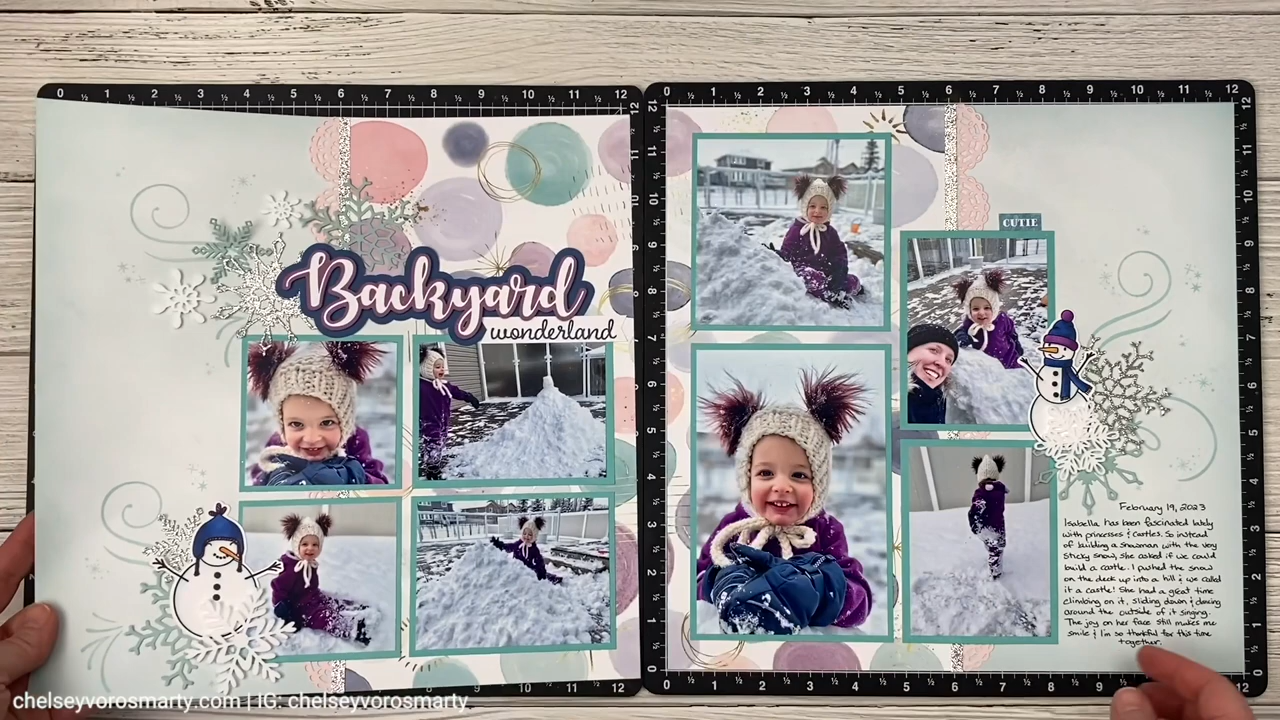 Backyard
wonderland
CUTIE
February 19, 2023
Isabella has been fascinated lately
with princesses & castles. So instead
of building a snowman with the very
sticky snow, she asked if we could
build a castle. I pushed the snow
on the deck up into a hill & we called
it a castle! She had a great time
climbing on it, sliding down & dancing
around the outside of it singing.
The joy on her face still makes me
smile & I'm so thankful for this time
together.
chelseyvorosmarty.com | IG: chelseyvorosmarty